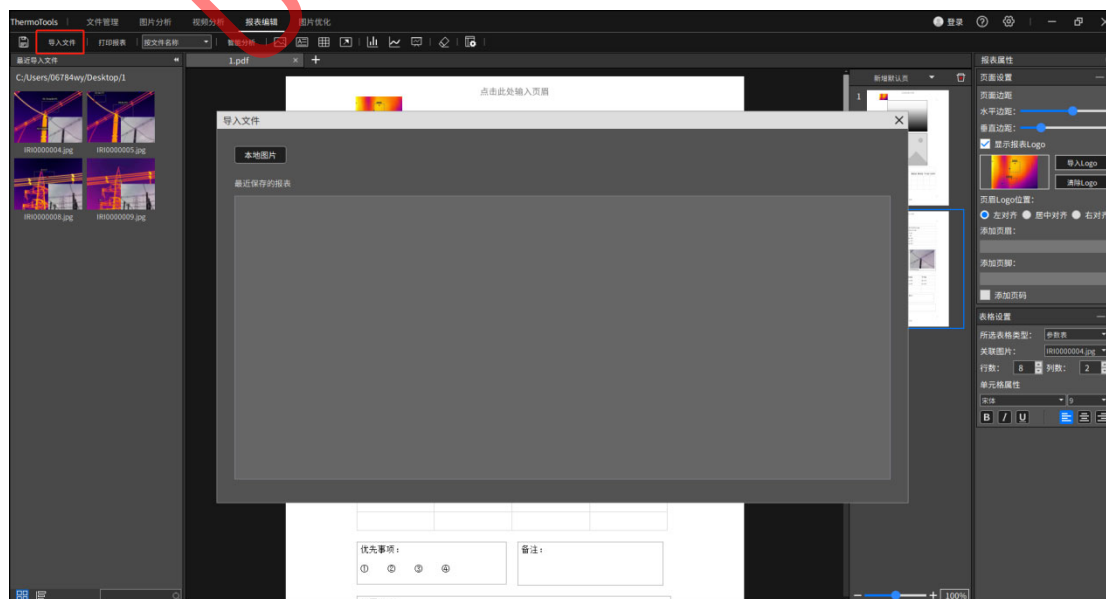 ThermoTools 文件管理 图片分析 视频分析 报表编辑 图片优化 登录
导入文件 打印报表 按文件名称 智能分析
最近导入文件 1.pdf × + 报表属性
C:/Users/06784wy/Desktop/1
IRI0000004.jpg IRI0000005.jpg
IRI0000008.jpg IRI0000009.jpg
点击此处输入页眉
导入文件
本地图片
最近保存的报表
优先事项: 备注:
① ② ③ ④
新增默认页
1
100%
页面设置
页面边距
水平边距:
垂直边距:
显示报表Logo
导入Logo
清除Logo
页眉Logo位置:
左对齐 居中对齐 右对齐
添加页眉:
添加页脚:
添加页码
表格设置
所选表格类型: 参数表
关联图片: IRI0000004.jpg
行数: 8 列数: 2
单元格属性
宋体 9
B I U